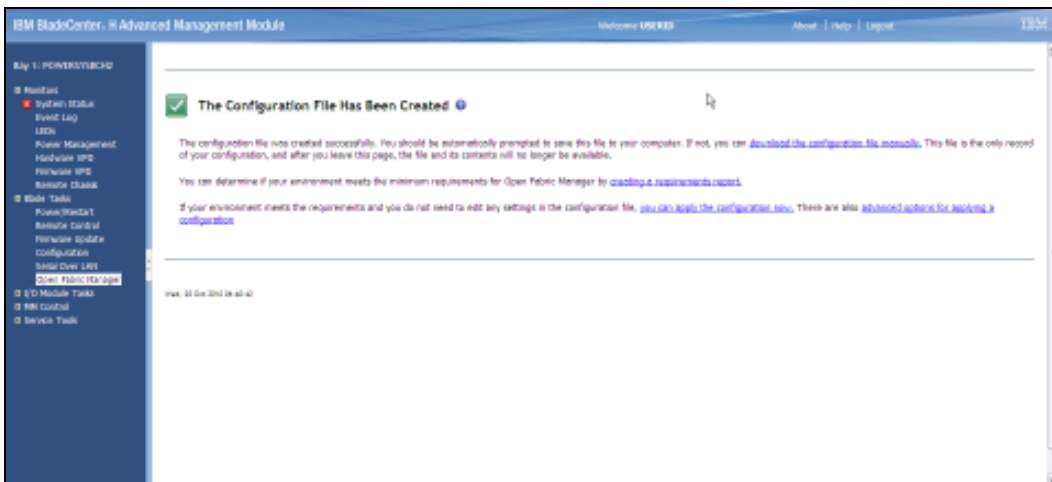 IBM BladeCenter® H Advanced Management Module
Welcome USERID
About | Help | Logout
IBM.
Bay 1:
Monitors
System Status
Event Log
LEDs
Power Management
Hardware VPD
Firmware VPD
Remote Chassis
Blade Tasks
Power/Restart
Remote Control
Firmware Update
Configuration
Serial Over LAN
Open Fabric Manager
I/O Module Tasks
MM Control
Service Tasks
The Configuration File Has Been Created
The configuration file was created successfully. You should be automatically prompted to save this file to your computer. If not, you can download the configuration file manually. This file is the only record
of your configuration, and after you leave this page, the file and its contents will no longer be available.
You can determine if your environment meets the minimum requirements for Open Fabric Manager by creating a requirements report.
If your environment meets the requirements and you do not need to edit any settings in the configuration file, you can apply the configuration now. There are also advanced options for applying a
configuration